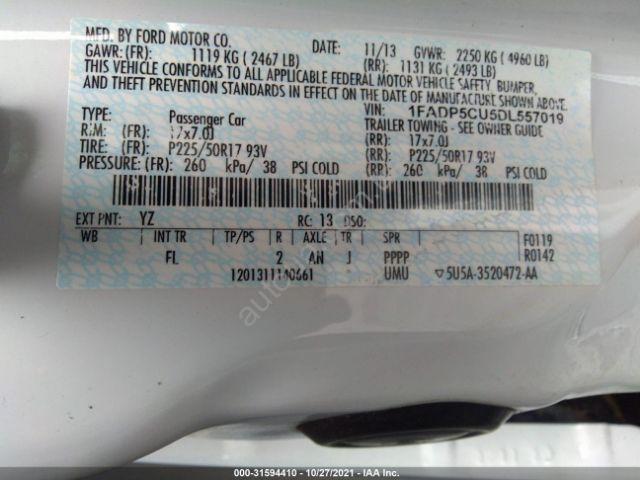 MFD. BY FORD MOTOR CO.
DATE: 11/13 GVWR: 2250 KG ( 4960 LB)
GAWR: (FR): 1119 KG ( 2467 LB) (RR): 1131 KG ( 2493 LB)
THIS VEHICLE CONFORMS TO ALL APPLICABLE FEDERAL MOTOR VEHICLE SAFETY, BUMPER,
AND THEFT PREVENTION STANDARDS IN EFFECT ON THE DATE OF MANUFACTURE SHOWN ABOVE.
VIN: 1FADP5CU5DL557019
TYPE: Passenger Car TRAILER TOWING - SEE OWNER GUIDE
RIM: (FR): 17x7.0J (RR): 17x7.0J
TIRE: (FR): P225/50R17 93V (RR): P225/50R17 93V
PRESSURE: (FR): 260 kPa/ 38 PSI COLD (RR): 260 kPa/ 38 PSI COLD
EXT PNT: YZ RC: 13 DSO:
WB INT TR TP/PS R AXLE TR SPR F0119
FL 2 AN J PPPP R0142
1201311140661 UMU ▽5U5A-3520472-AA
000-31594410 - 10/27/2021 - IAA Inc.